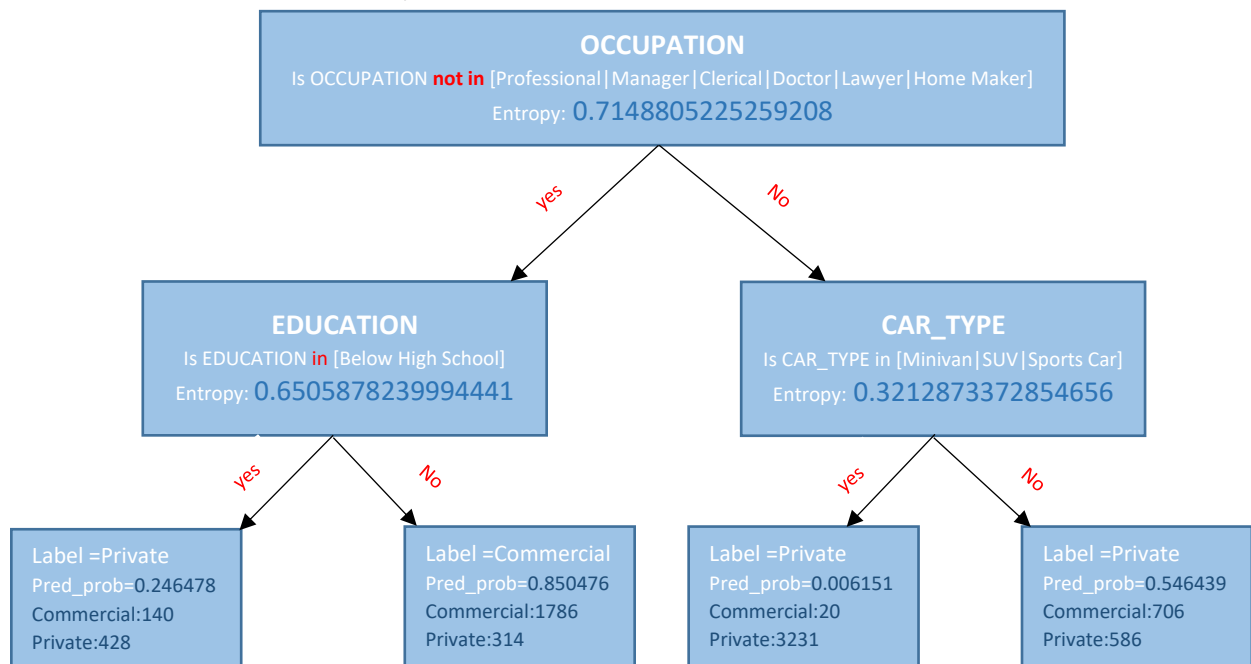 OCCUPATION
Is OCCUPATION not in [Professional|Manager|Clerical|Doctor|Lawyer|Home Maker]
Entropy: 0.7148805225259208
yes
No
EDUCATION
Is EDUCATION in [Below High School]
Entropy: 0.6505878239994441
CAR_TYPE
Is CAR_TYPE in [Minivan|SUV|Sports Car]
Entropy: 0.3212873372854656
yes
No
yes
No
Label =Private
Pred_prob=0.246478
Commercial:140
Private:428
Label =Commercial
Pred_prob=0.850476
Commercial:1786
Private:314
Label =Private
Pred_prob=0.006151
Commercial:20
Private:3231
Label =Private
Pred_prob=0.546439
Commercial:706
Private:586